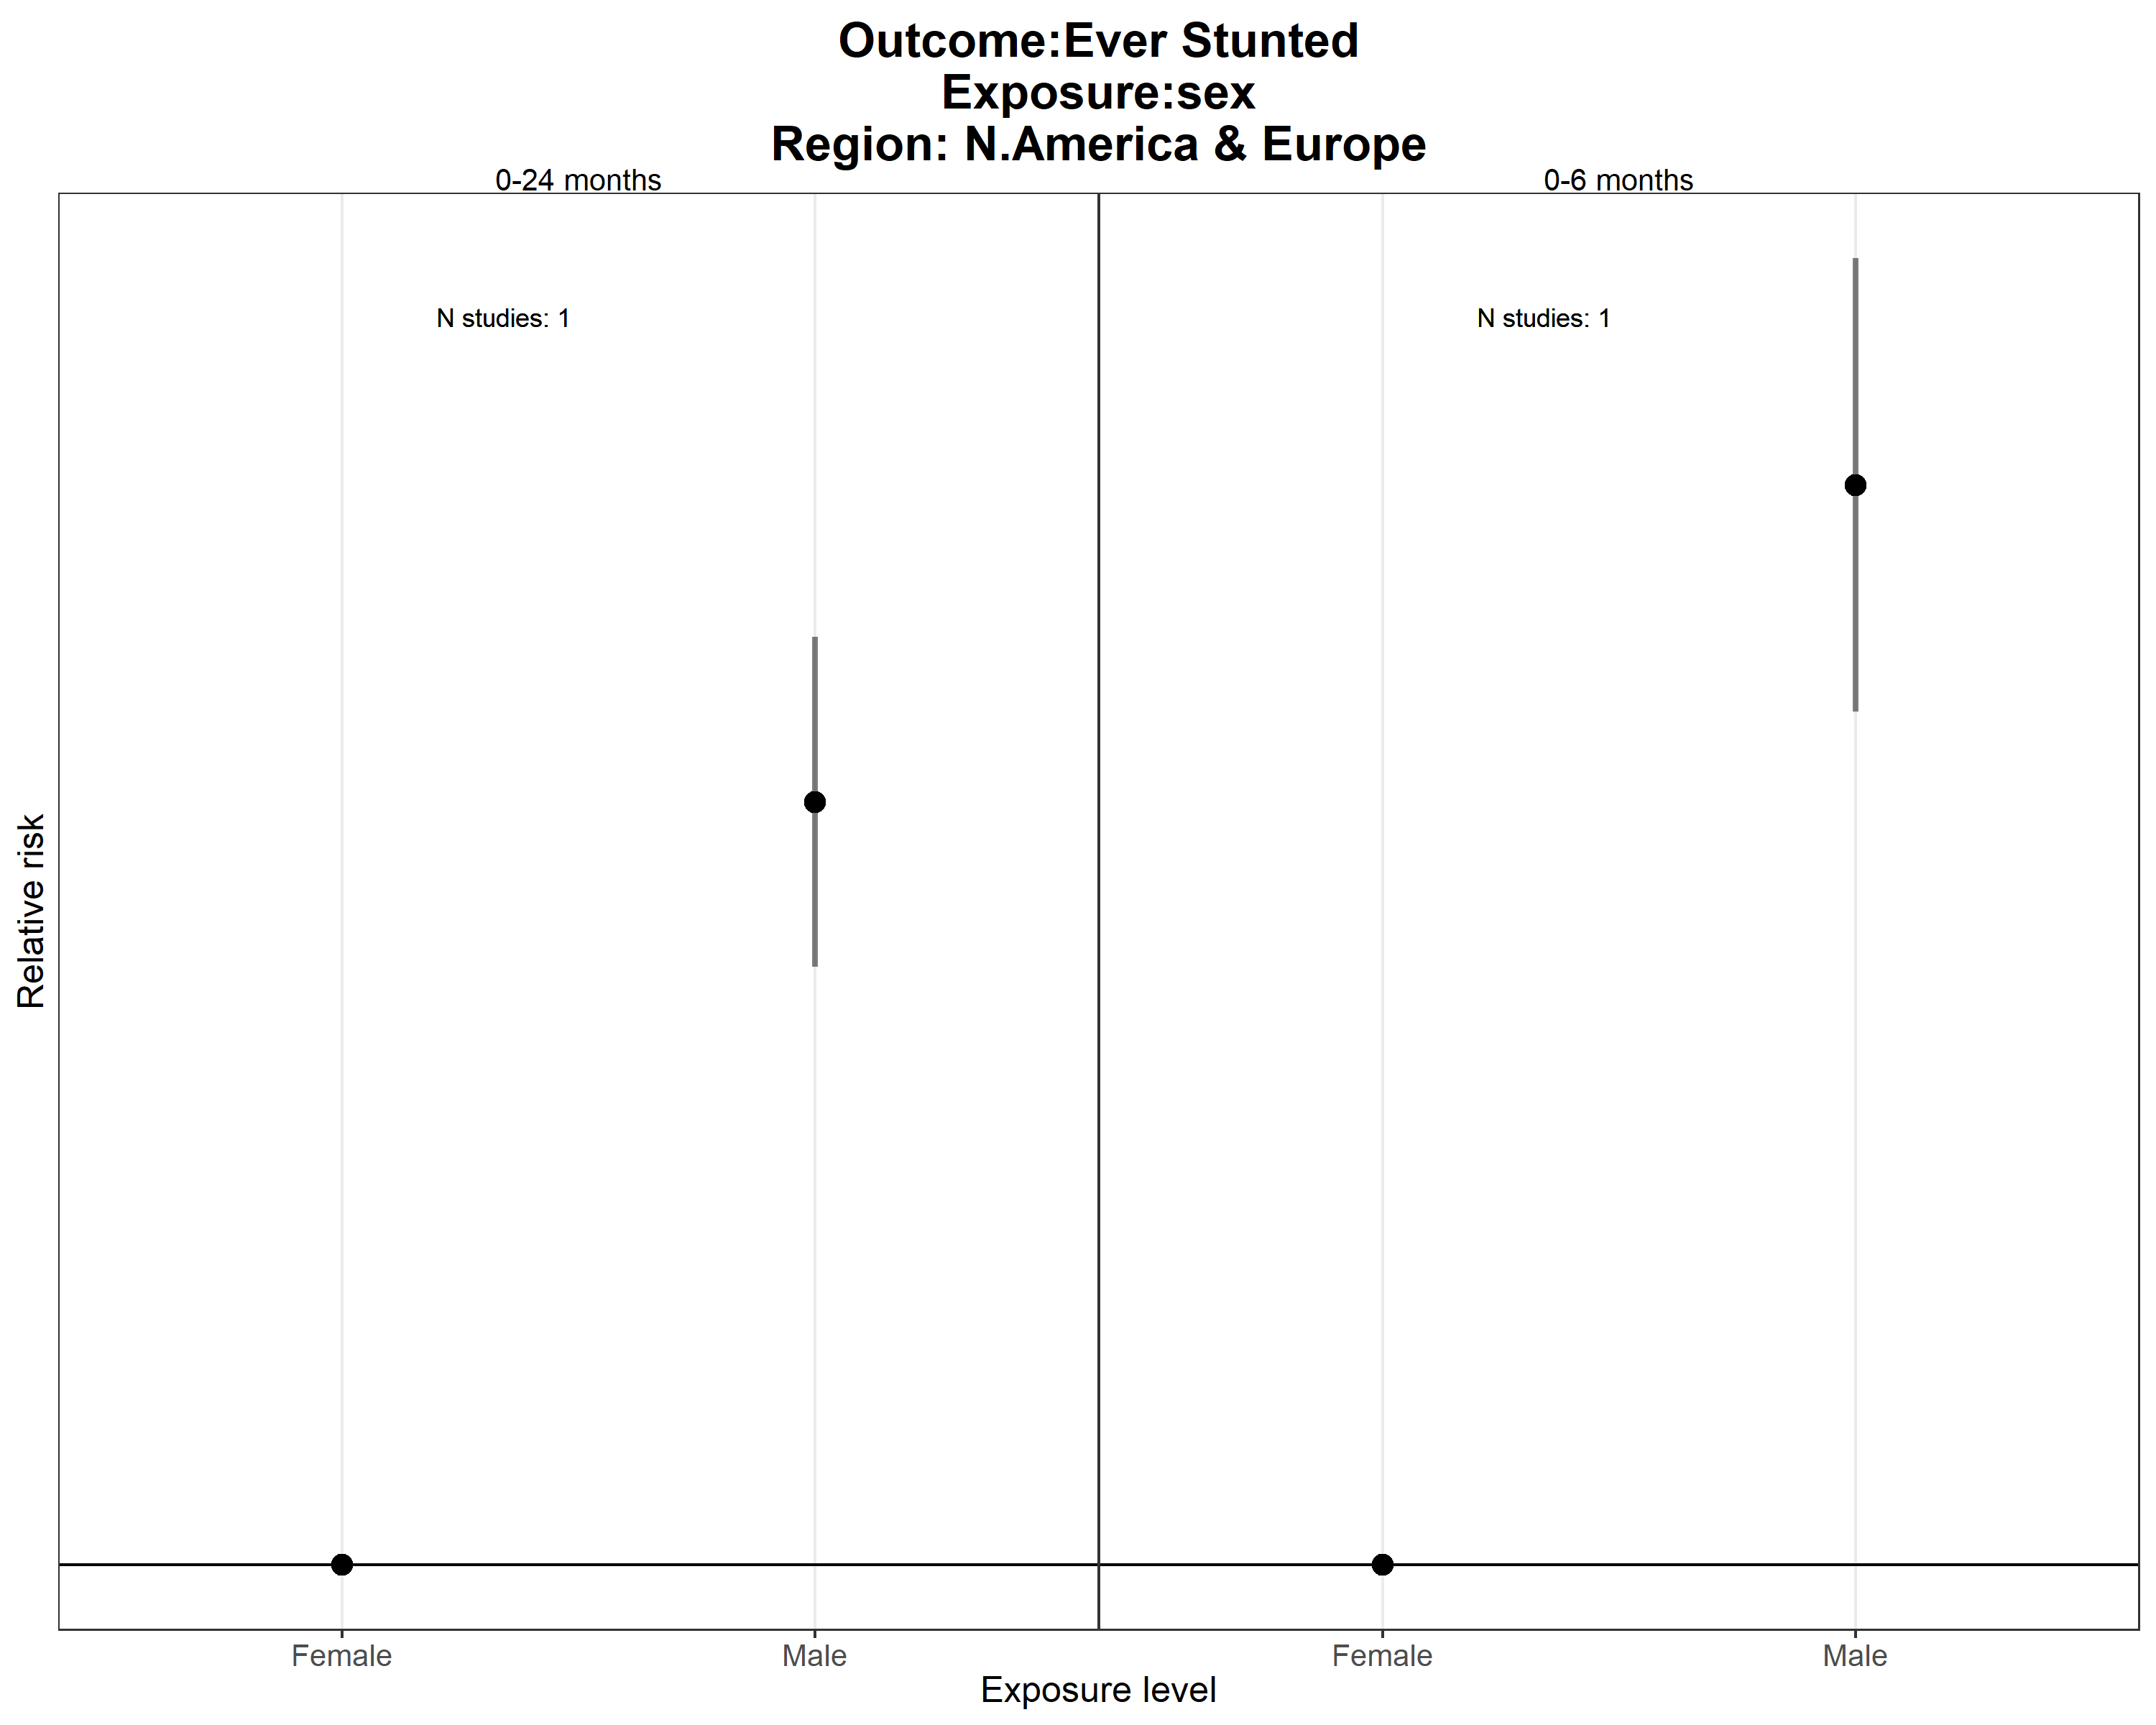 Outcome:Ever Stunted
Exposure:sex
Region: N.America & Europe
0-24 months
0-6 months
N studies: 1
N studies: 1
Relative risk
Female
Male
Female
Male
Exposure level